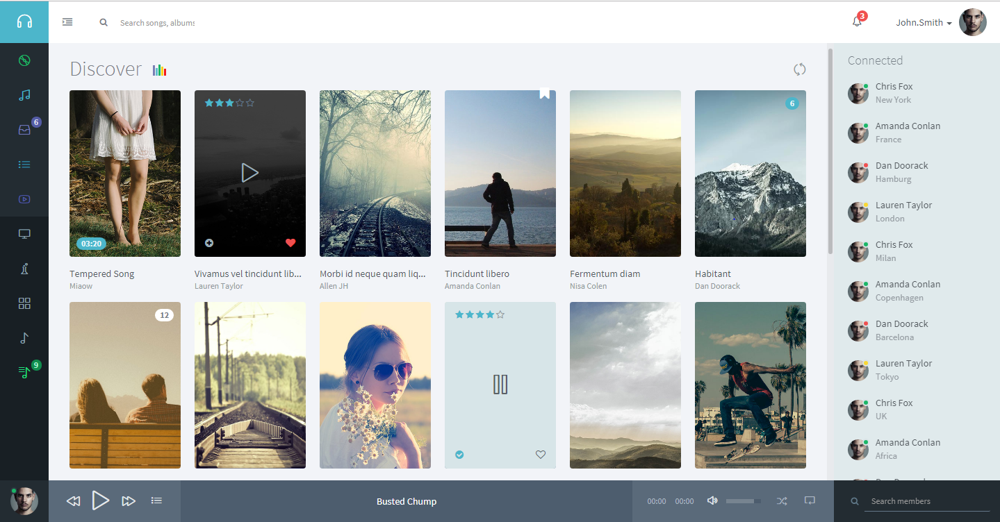 Search songs, albums
3
John.Smith
6
9
Discover
03:20
6
Tempered Song
Miaow
Vivamus vel tincidunt lib...
Lauren Taylor
Morbi id neque quam liq...
Allen JH
Tincidunt libero
Amanda Conlan
Fermentum diam
Nisa Colen
Habitant
Dan Doorack
12
Connected
Chris Fox
New York
Amanda Conlan
France
Dan Doorack
Hamburg
Lauren Taylor
London
Chris Fox
Milan
Amanda Conlan
Copenhagen
Dan Doorack
Barcelona
Lauren Taylor
Tokyo
Chris Fox
UK
Amanda Conlan
Africa
Busted Chump
00:00
00:00
Search members